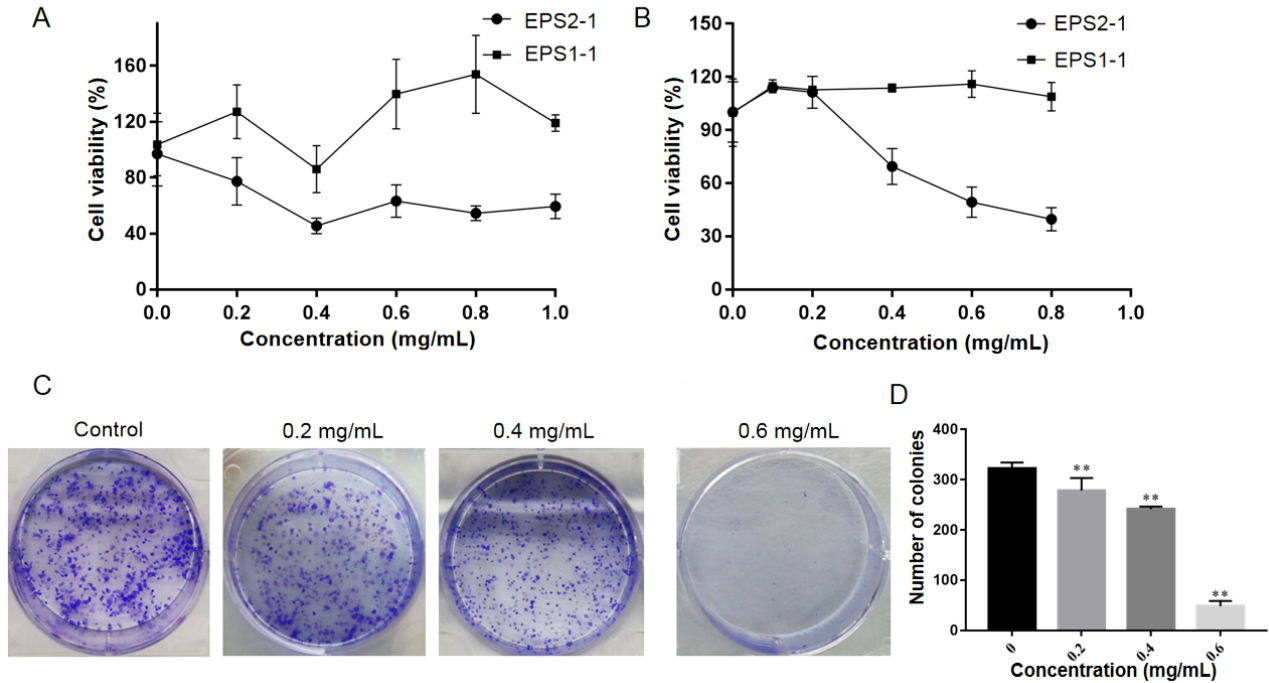 A
EPS2-1
EPS1-1
Cell viability (%)
160
120
80
40
0
0.0 0.2 0.4 0.6 0.8 1.0
Concentration (mg/mL)
B
EPS2-1
EPS1-1
Cell viability (%)
150
120
90
60
30
0
0.0 0.2 0.4 0.6 0.8 1.0
Concentration (mg/mL)
C
Control
0.2 mg/mL
0.4 mg/mL
0.6 mg/mL
D
Number of colonies
400
300
200
100
0
**
**
**
0 0.2 0.4 0.6
Concentration (mg/mL)